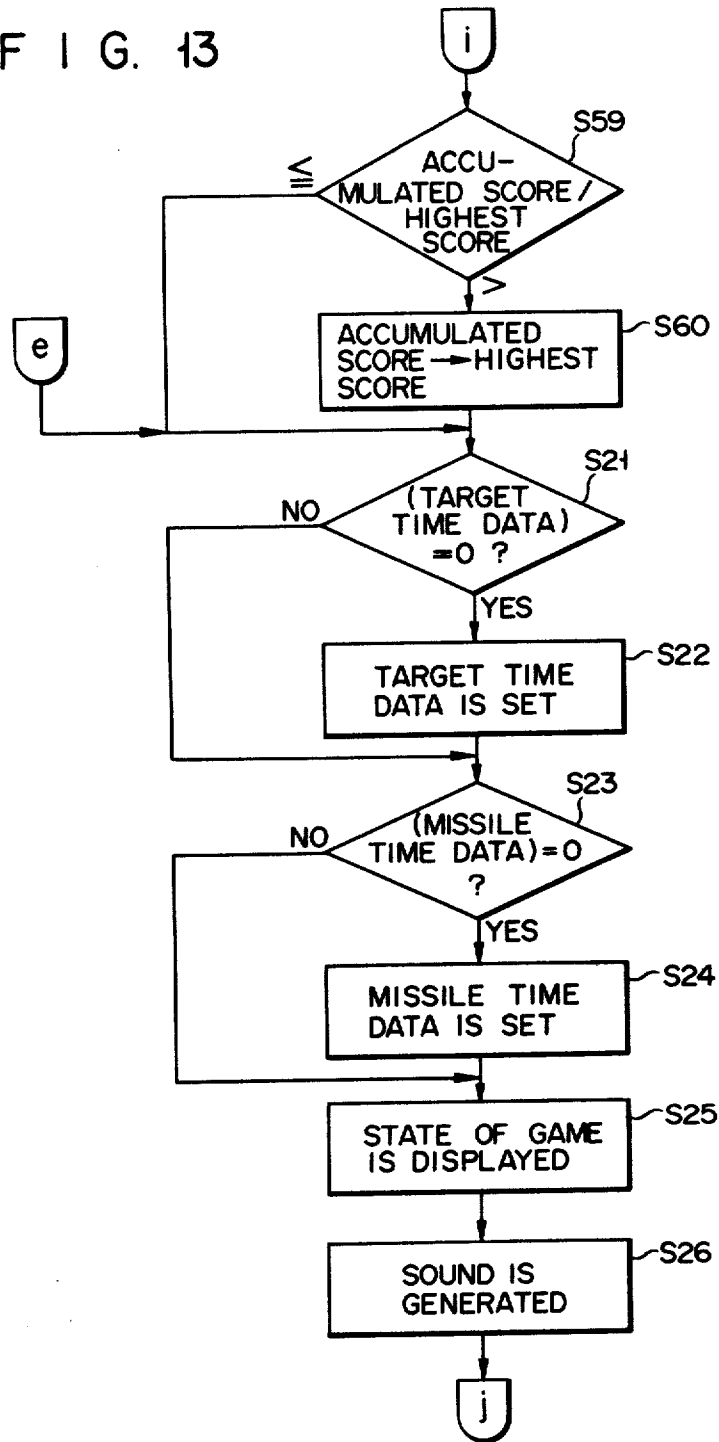 F I G. 13
i
S59
≦
ACCU-
MULATED SCORE /
HIGHEST
SCORE
>
S60
ACCUMULATED
SCORE → HIGHEST
SCORE
e
S21
(TARGET
TIME DATA)
=0 ?
NO
YES
S22
TARGET TIME
DATA IS SET
S23
(MISSILE
TIME DATA)=0
?
NO
YES
S24
MISSILE TIME
DATA IS SET
S25
STATE OF GAME
IS DISPLAYED
S26
SOUND IS
GENERATED
j